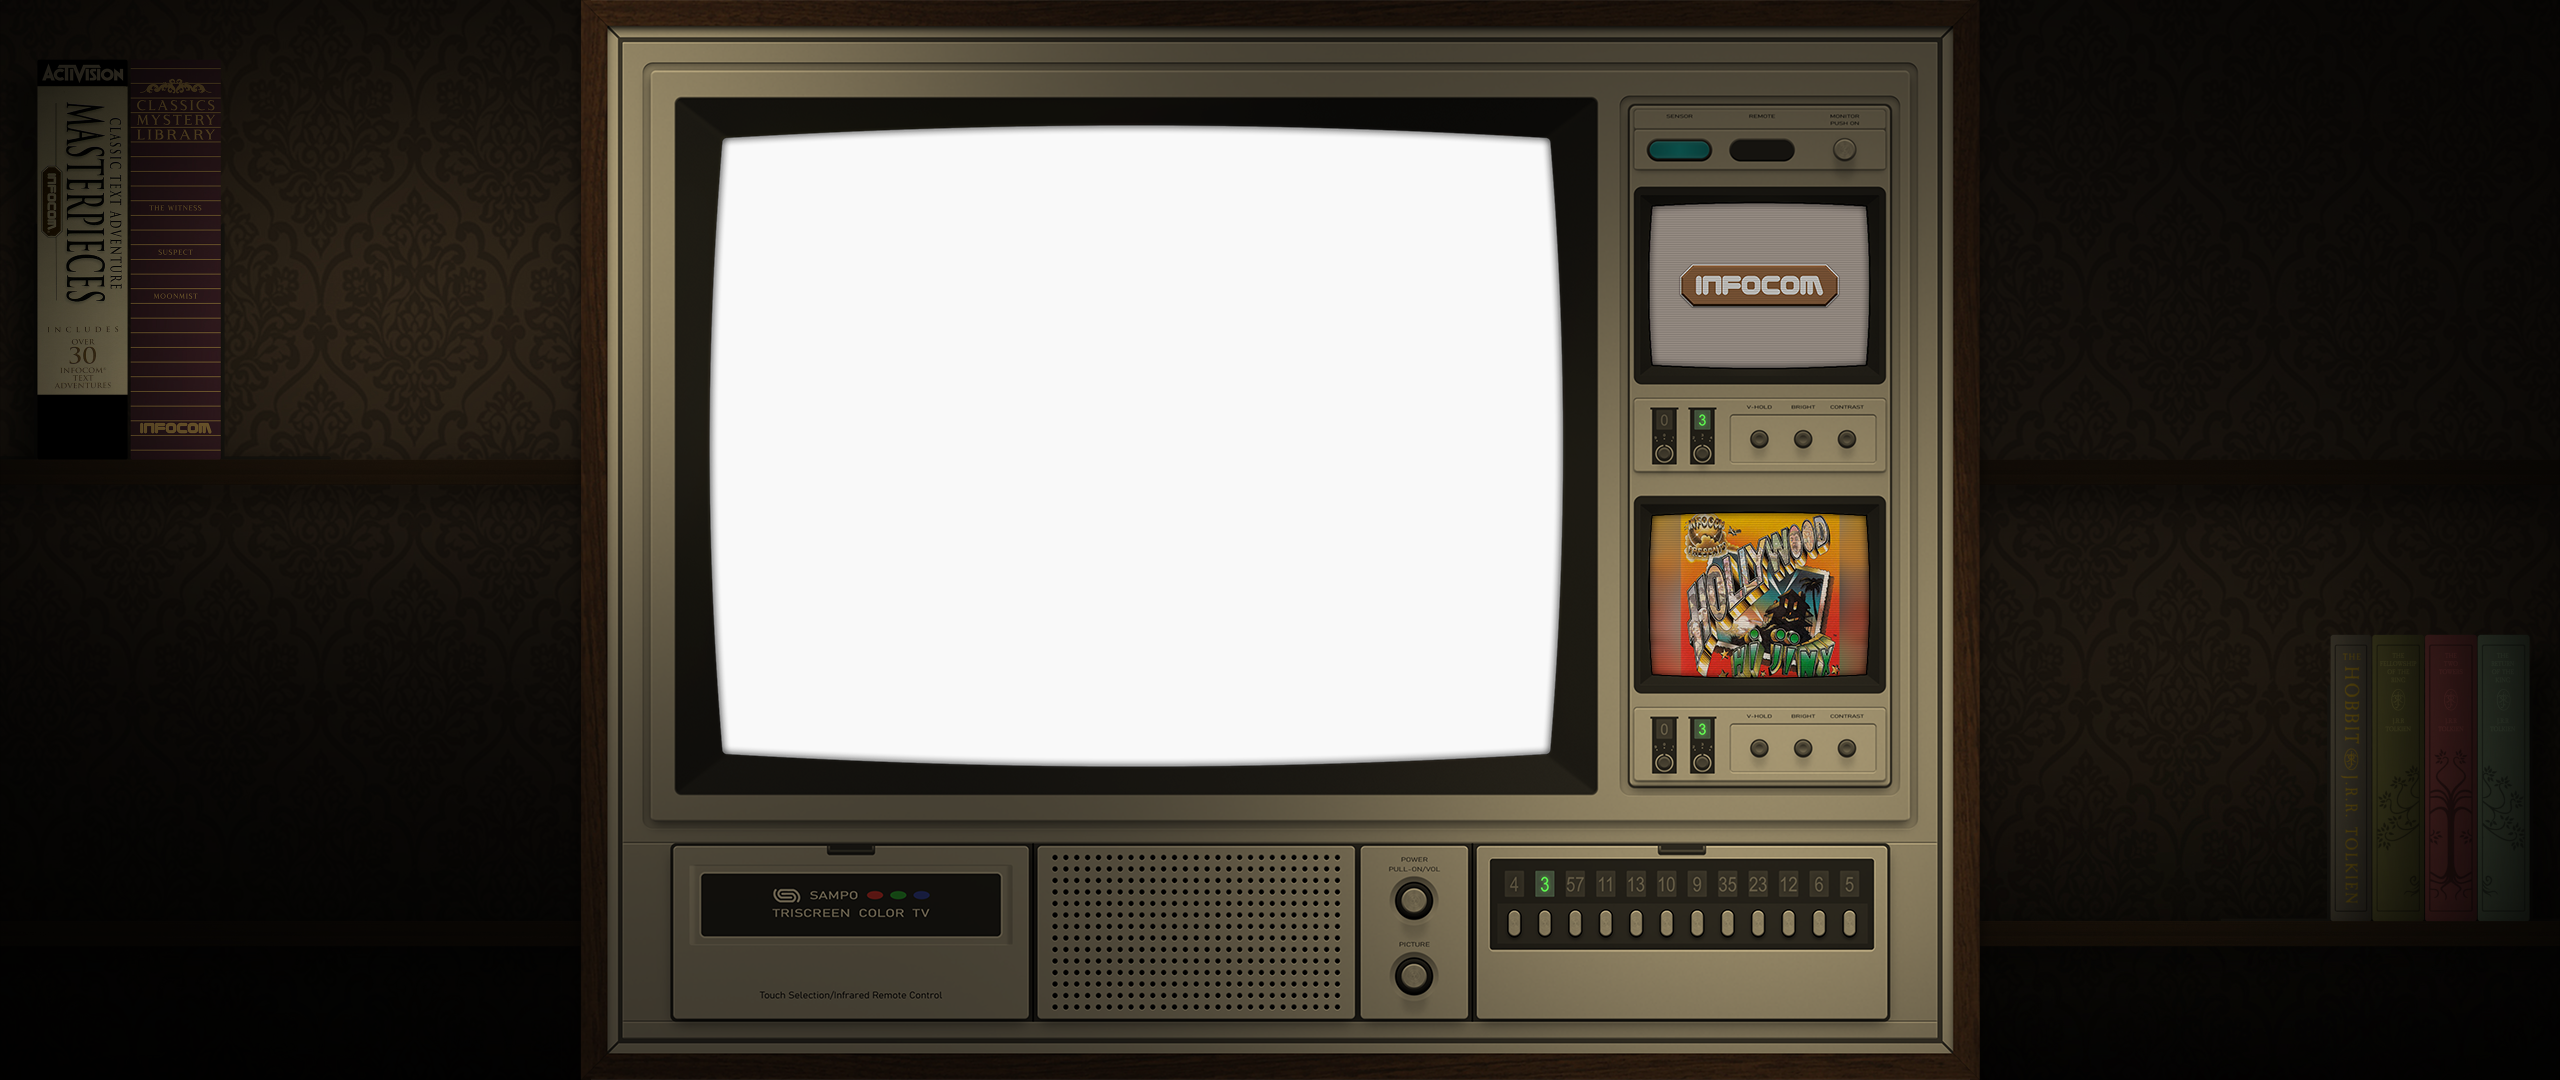 ACTIVISION
CLASSIC TEXT ADVENTURE
MASTERPIECES
INFOCOM
INCLUDES
OVER
30
INFOCOM
TEXT
ADVENTURES
CLASSICS
MYSTERY
LIBRARY
THE WITNESS
SUSPECT
MOONMIST
INFOCOM
SENSOR
REMOTE
MONITOR
PUSH ON
INFOCOM
0
3
V-HOLD
BRIGHT
CONTRAST
INFOCOM
PRESENTS
HOLLYWOOD
HIJINX
0
3
V-HOLD
BRIGHT
CONTRAST
SAMPO
TRISCREEN COLOR TV
Touch Selection/Infrared Remote Control
POWER
PULL-ON/VOL
PICTURE
4 3 57 11 13 10 9 35 23 12 6 5
THE HOBBIT J.R.R. TOLKIEN